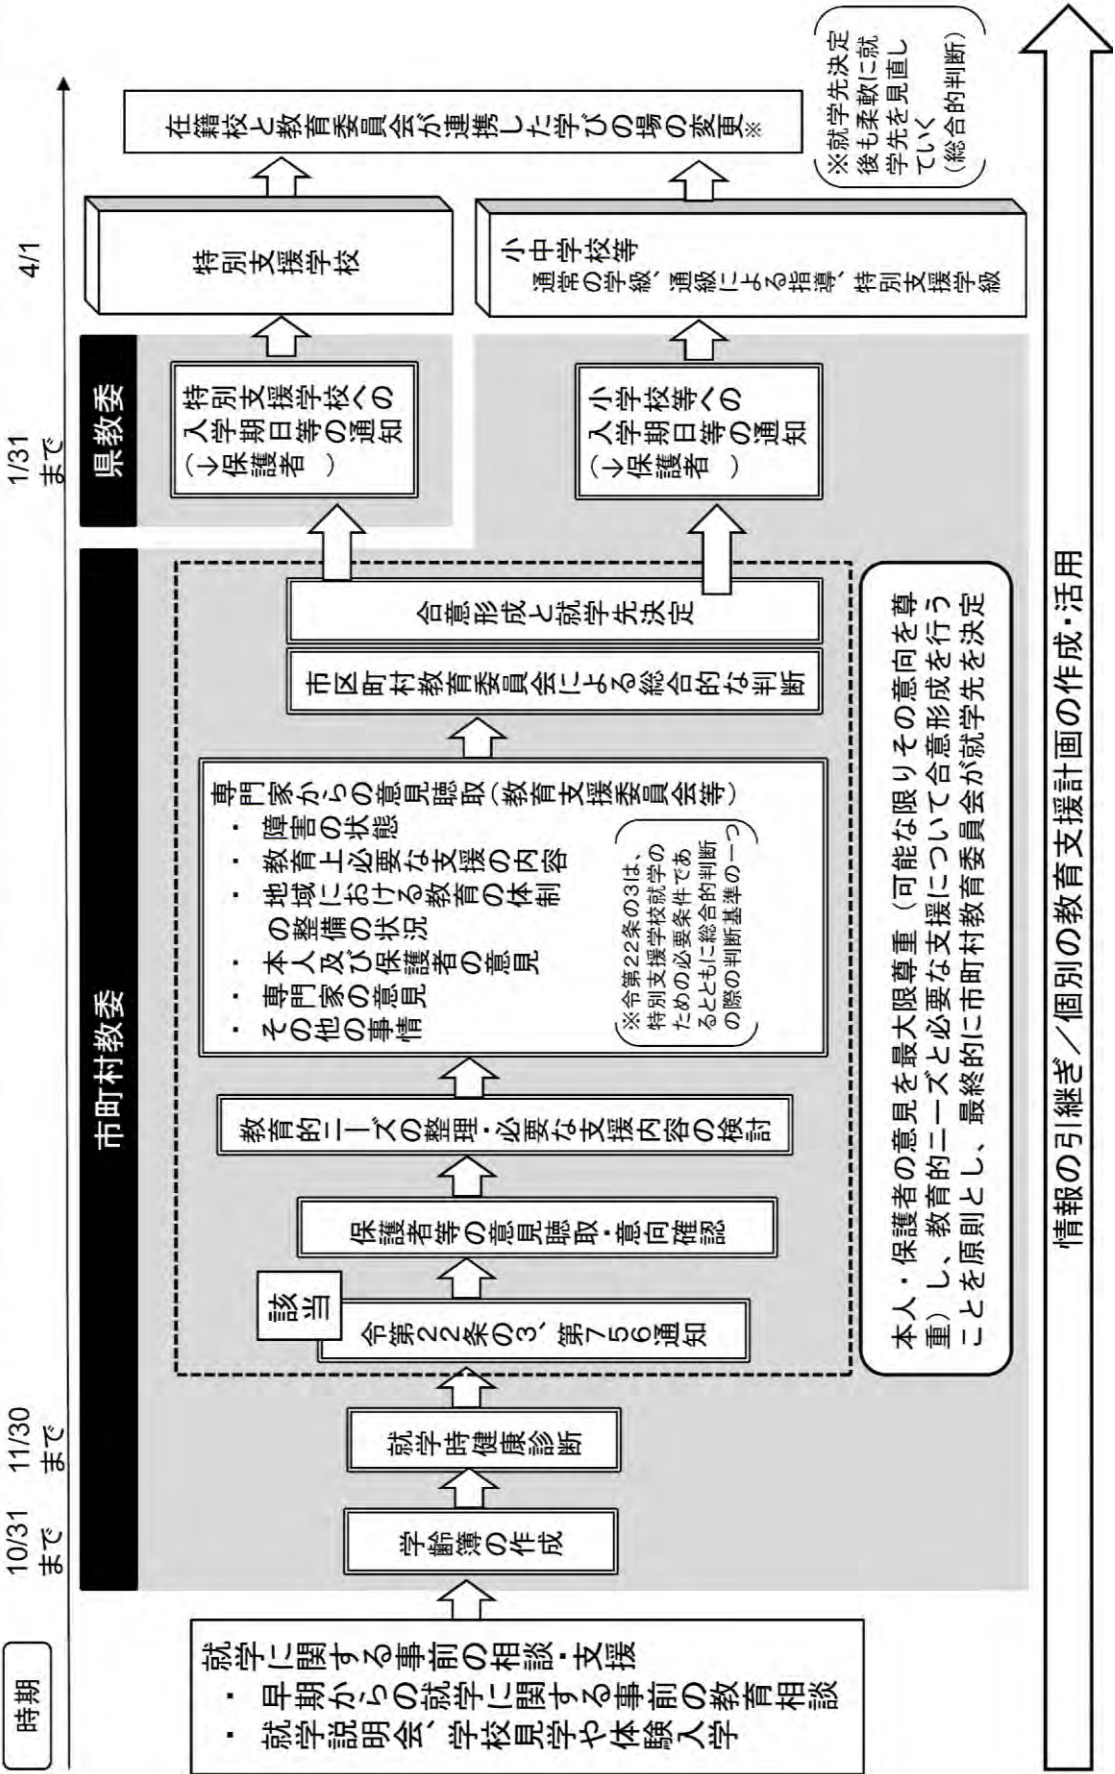 時期
10/31
まで
11/30
まで
1/31
まで
4/1
市町村教委
県教委
就学に関する事前の相談・支援
・ 早期からの就学に関する事前の教育相談
・ 就学説明会、学校見学や体験入学
学齢簿の作成
就学時健康診断
該当
令第22条の3、第756通知
保護者等の意見聴取・意向確認
教育的ニーズの整理・必要な支援内容の検討
専門家からの意見聴取(教育支援委員会等)
・ 障害の状態
・ 教育上必要な支援の内容
・ 地域における教育の体制
の整備の状況
・ 本人及び保護者の意見
・ 専門家の意見
・ その他の事情
※令第22条の3は、
特別支援学校就学の
ための必要条件であ
るとともに総合的判断
の際の判断基準の一つ
市区町村教育委員会による総合的な判断
合意形成と就学先決定
特別支援学校への
入学期日等の通知
(→保護者 )
小学校等への
入学期日等の通知
(→保護者 )
特別支援学校
小中学校等
通常の学級、通級による指導、特別支援学級
在籍校と教育委員会が連携した学びの場の変更※
※就学先決定
後も柔軟に就
学先を見直し
ていく
(総合的判断)
本人・保護者の意見を最大限尊重(可能な限りその意向を尊
重)し、教育的ニーズと必要な支援について合意形成を行う
ことを原則とし、最終的に市町村教育委員会が就学先を決定
情報の引継ぎ/個別の教育支援計画の作成・活用